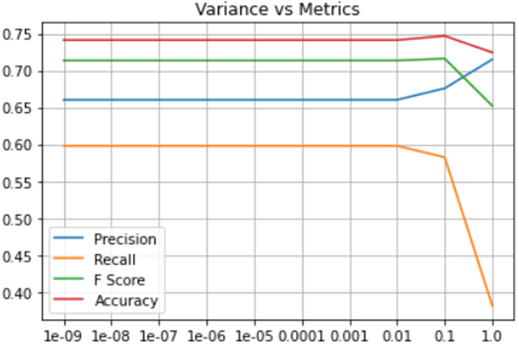 Variance vs Metrics
0.75
0.70
0.65
0.60
0.55
0.50
0.45
0.40
Precision
Recall
F Score
Accuracy
1e-09 1e-08 1e-07 1e-06 1e-05 0.0001 0.001 0.01 0.1 1.0